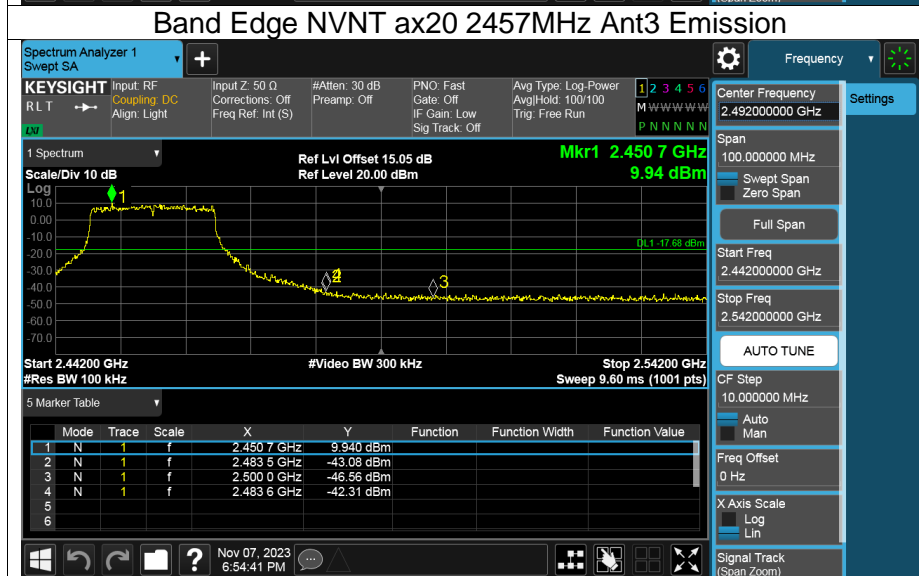 (Span Zoom)
Band Edge NVNT ax20 2457MHz Ant3 Emission
Spectrum Analyzer 1
Swept SA
+
Frequency
KEYSIGHT
RLT
LXI
Input: RF
Coupling: DC
Align: Light
Input Z: 50 Ω
Corrections: Off
Freq Ref: Int (S)
#Atten: 30 dB
Preamp: Off
PNO: Fast
Gate: Off
IF Gain: Low
Sig Track: Off
Avg Type: Log-Power
Avg|Hold: 100/100
Trig: Free Run
1 2 3 4 5 6
M W W W W W
P N N N N N
1 Spectrum
Scale/Div 10 dB
Ref Lvl Offset 15.05 dB
Ref Level 20.00 dBm
Mkr1 2.450 7 GHz
9.94 dBm
Log
10.0
0.00
-10.0
-20.0
-30.0
-40.0
-50.0
-60.0
-70.0
1
DL1 -17.68 dBm
3
Start 2.44200 GHz
#Video BW 300 kHz
Stop 2.54200 GHz
#Res BW 100 kHz
Sweep 9.60 ms (1001 pts)
5 Marker Table
Mode Trace Scale X Y Function Function Width Function Value
1 N 1 f 2.450 7 GHz 9.940 dBm
2 N 1 f 2.483 5 GHz -43.08 dBm
3 N 1 f 2.500 0 GHz -46.56 dBm
4 N 1 f 2.483 6 GHz -42.31 dBm
5
6
?
Nov 07, 2023
6:54:41 PM
Center Frequency
2.492000000 GHz
Settings
Span
100.000000 MHz
Swept Span
Zero Span
Full Span
Start Freq
2.442000000 GHz
Stop Freq
2.542000000 GHz
AUTO TUNE
CF Step
10.000000 MHz
Auto
Man
Freq Offset
0 Hz
X Axis Scale
Log
Lin
Signal Track
(Span Zoom)